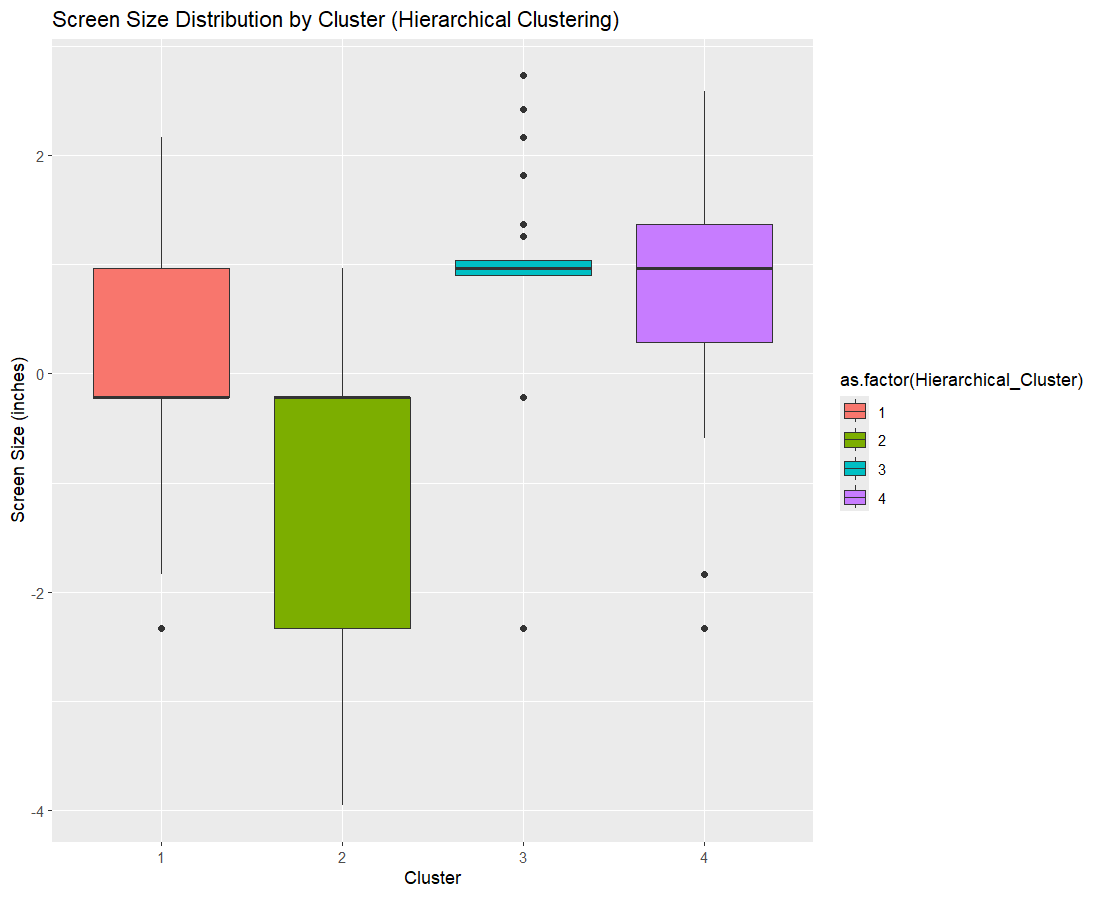 Screen Size Distribution by Cluster (Hierarchical Clustering)
Screen Size (inches)
2
0
-2
-4
1 2 3 4
Cluster
as.factor(Hierarchical_Cluster)
1
2
3
4